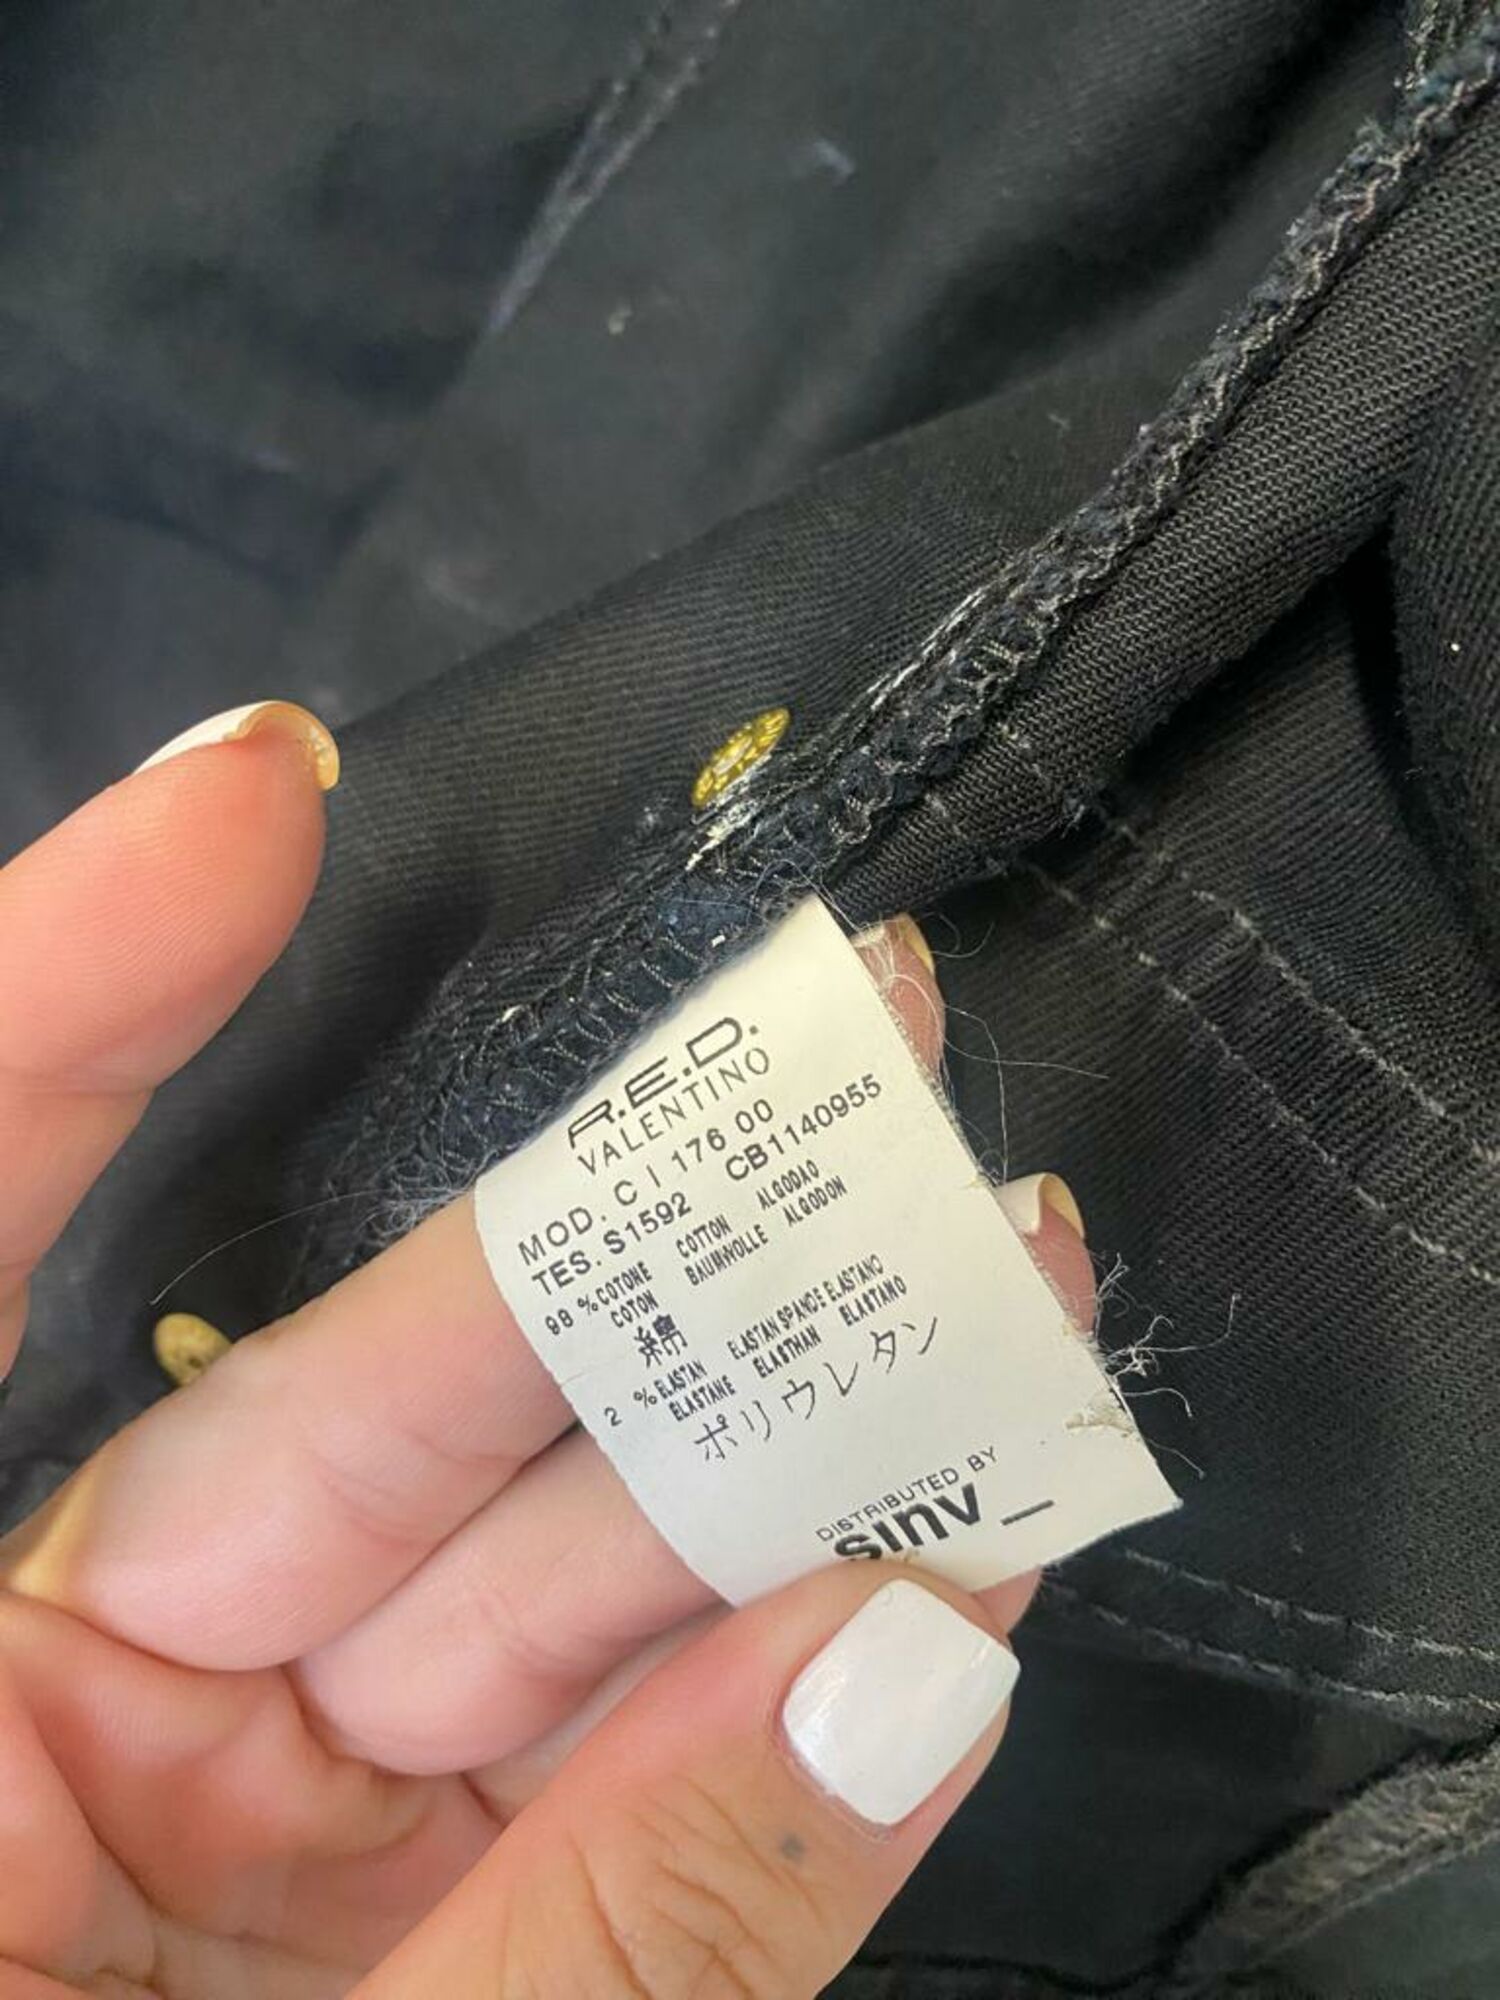 R.E.D.
VALENTINO
MOD. C I 176 00
TES. S1592 CB1140955
98 % COTONE COTTON ALGODAO
COTON BAUMWOLLE ALGODON
綿
2 % ELASTAN ELASTAN SPANDE ELASTANO
ELASTANE ELASTHAN ELASTANO
ポリウレタン
DISTRIBUTED BY
sinv_